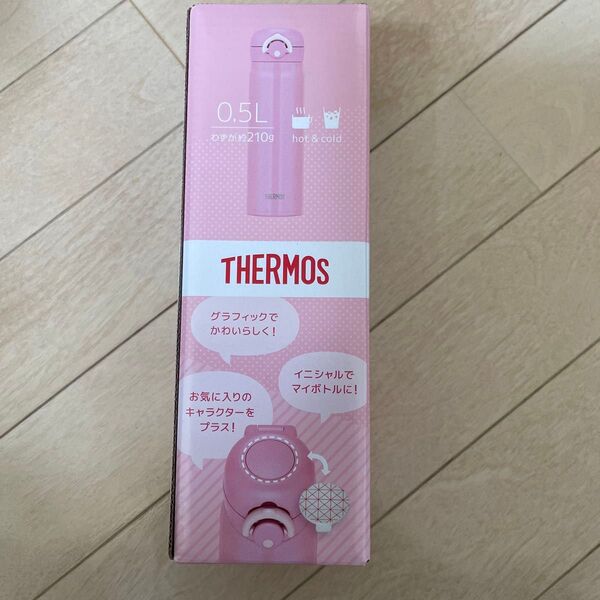 0.5L
わずか約210g
hot & cold
THERMOS
THERMOS
グラフィックで
かわいらしく!
イニシャルで
マイボトルに!
お気に入りの
キャラクターを
プラス!